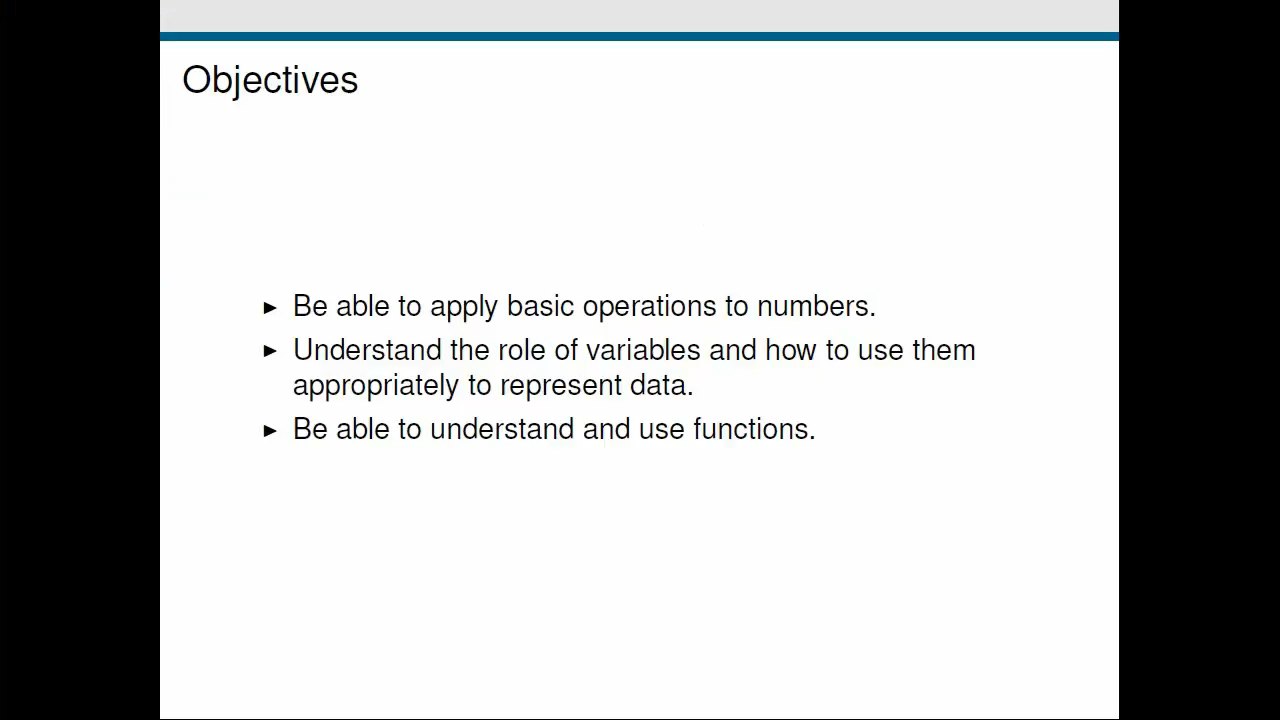 Objectives
▶ Be able to apply basic operations to numbers.
▶ Understand the role of variables and how to use them
appropriately to represent data.
▶ Be able to understand and use functions.